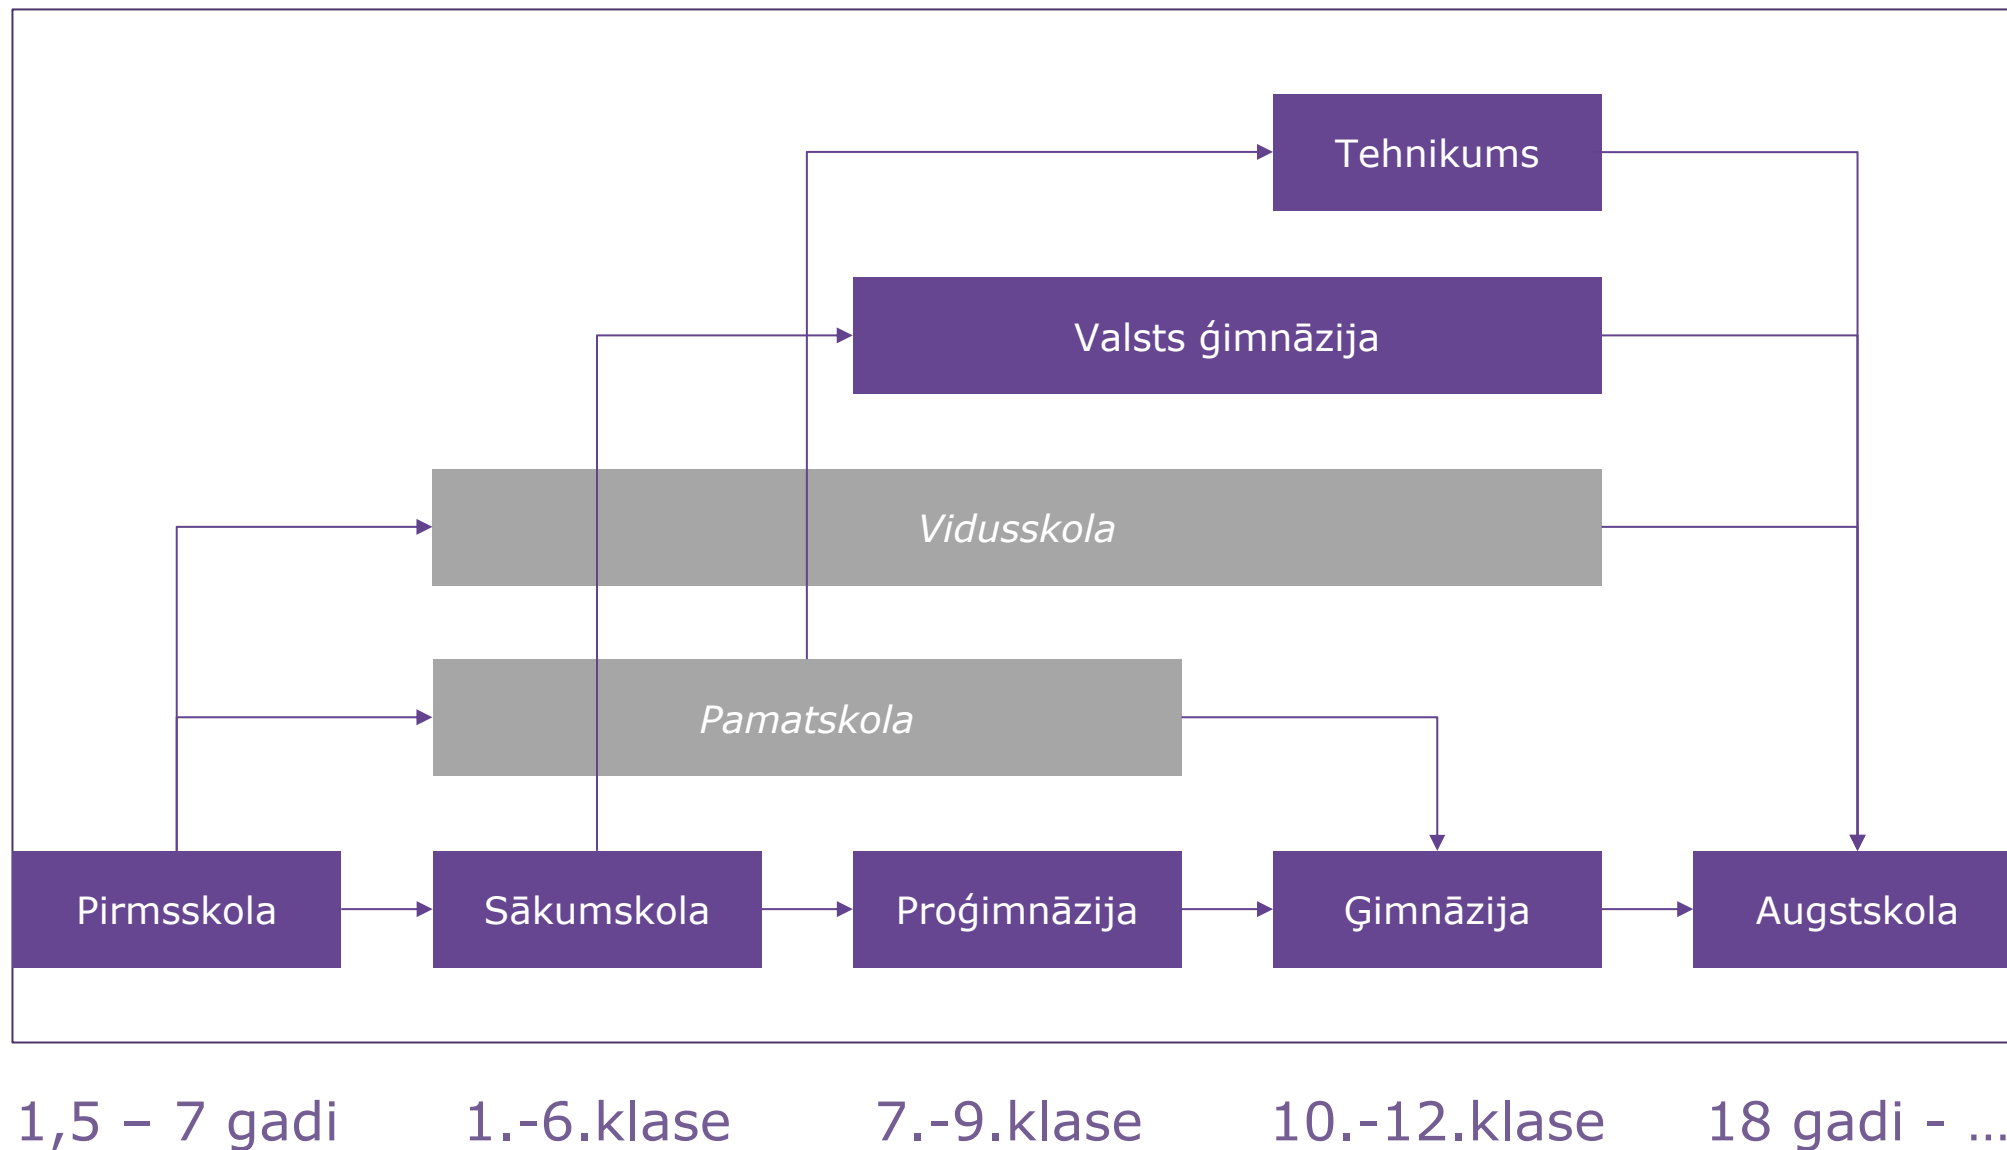 Tehnikums
Valsts ģimnāzija
Vidusskola
Pamatskola
Pirmsskola
Sākumskola
Proģimnāzija
Ģimnāzija
Augstskola
1,5 – 7 gadi
1.-6.klase
7.-9.klase
10.-12.klase
18 gadi - ...